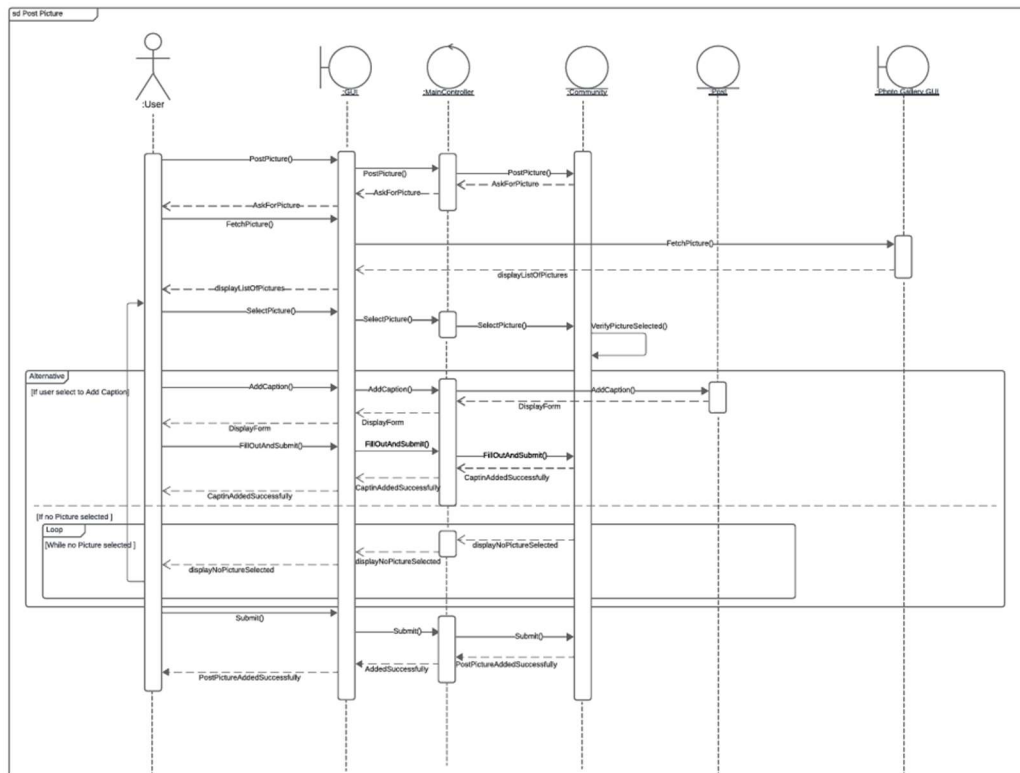 sd Post Picture
:User
:GUI
:MainController
:Community
:Post
:Photo Gallery GUI
PostPicture()
PostPicture()
PostPicture()
AskForPicture
AskForPicture
AskForPicture
FetchPicture()
FetchPicture()
displayListOfPictures
displayListOfPictures
SelectPicture()
SelectPicture()
SelectPicture()
VerifyPictureSelected()
Alternative
[If user select to Add Caption]
AddCaption()
AddCaption()
AddCaption()
DisplayForm
DisplayForm
DisplayForm
FillOutAndSubmit()
FillOutAndSubmit()
FillOutAndSubmit()
CaptinAddedSuccessfully
CaptinAddedSuccessfully
CaptinAddedSuccessfully
[If no Picture selected ]
Loop
[While no Picture selected ]
displayNoPictureSelected
displayNoPictureSelected
displayNoPictureSelected
Submit()
Submit()
Submit()
PostPictureAddedSuccessfully
AddedSuccessfully
PostPictureAddedSuccessfully